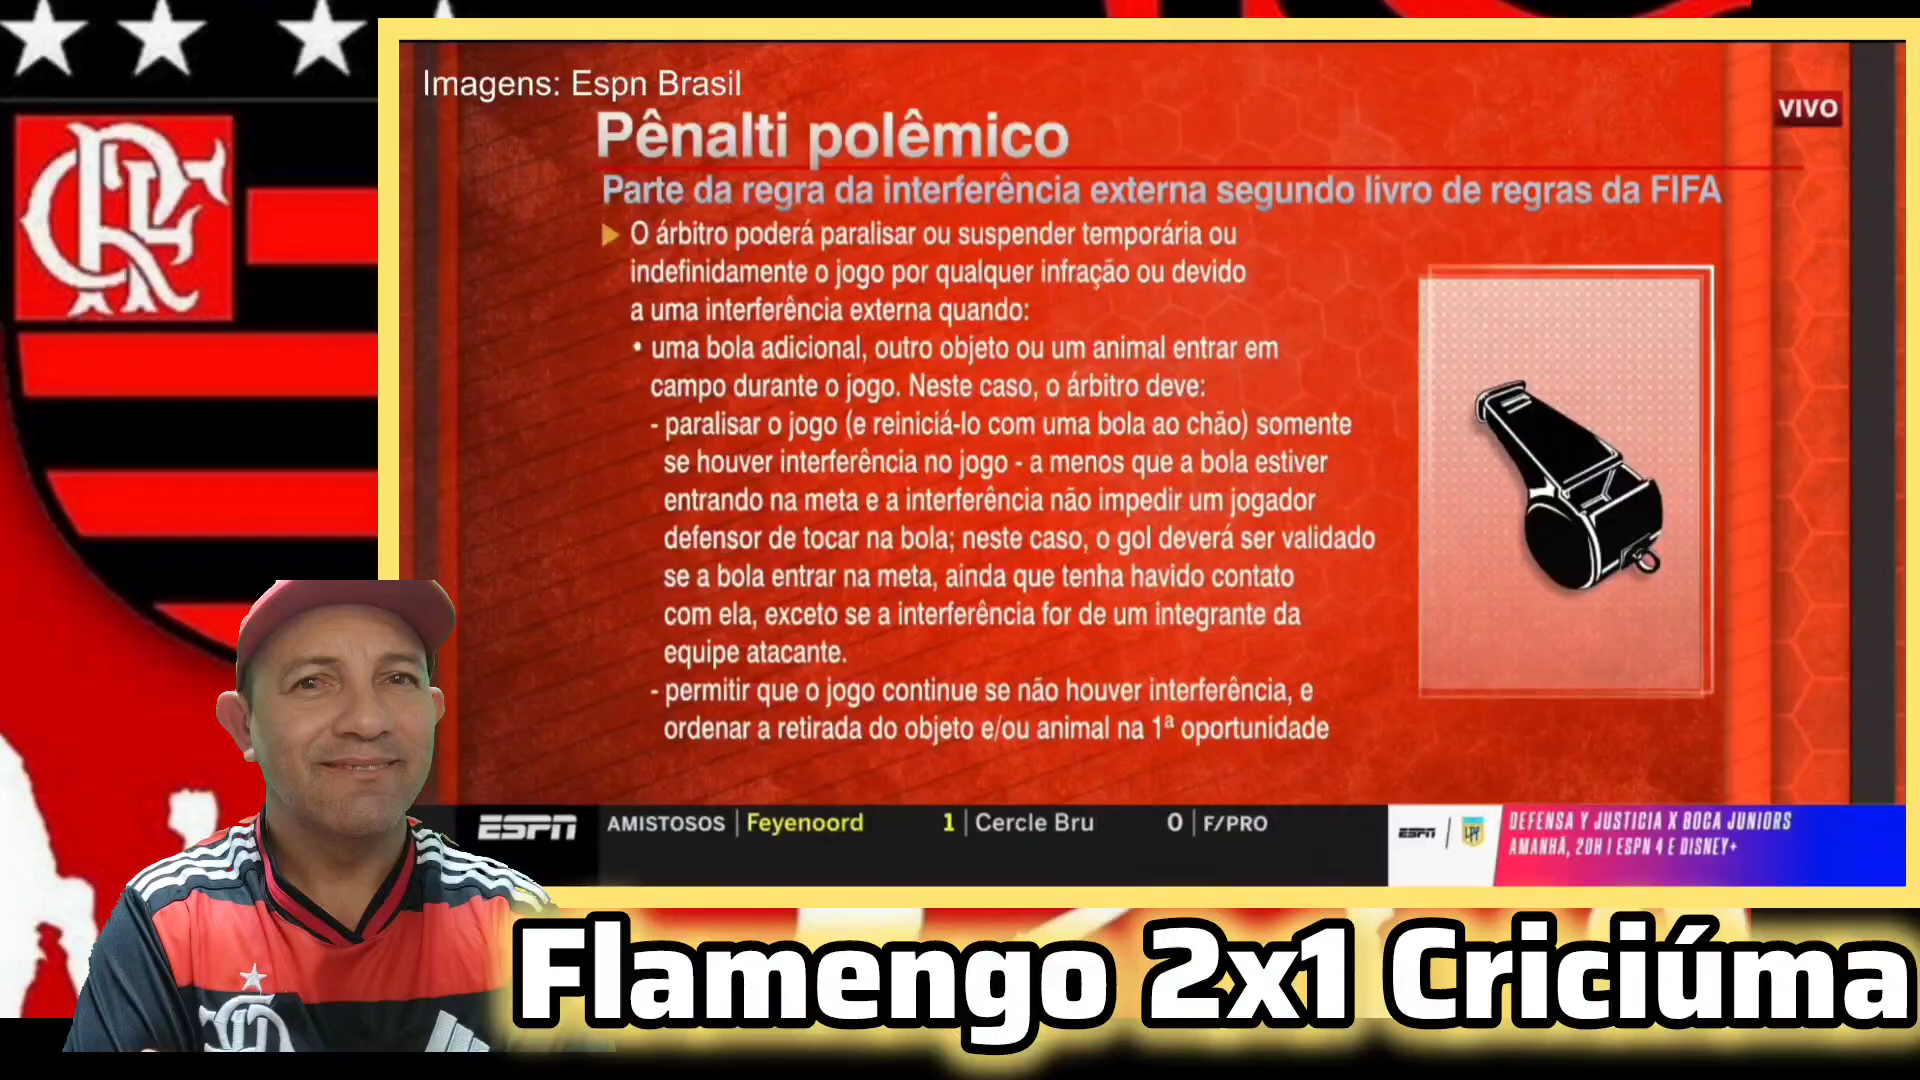 Imagens: Espn Brasil
VIVO
Pênalti polêmico
Parte da regra da interferência externa segundo livro de regras da FIFA
O árbitro poderá paralisar ou suspender temporária ou
indefinidamente o jogo por qualquer infração ou devido
a uma interferência externa quando:
• uma bola adicional, outro objeto ou um animal entrar em
campo durante o jogo. Neste caso, o árbitro deve:
- paralisar o jogo (e reiniciá-lo com uma bola ao chão) somente
se houver interferência no jogo - a menos que a bola estiver
entrando na meta e a interferência não impedir um jogador
defensor de tocar na bola; neste caso, o gol deverá ser validado
se a bola entrar na meta, ainda que tenha havido contato
com ela, exceto se a interferência for de um integrante da
equipe atacante.
- permitir que o jogo continue se não houver interferência, e
ordenar a retirada do objeto e/ou animal na 1ª oportunidade
ESPN AMISTOSOS | Feyenoord 1 | Cercle Bru 0 | F/PRO
ESPN | LPF
DEFENSA Y JUSTICIA X BOCA JUNIORS
AMANHÃ, 20H | ESPN 4 E DISNEY+
Flamengo 2x1 Criciúma
CRF